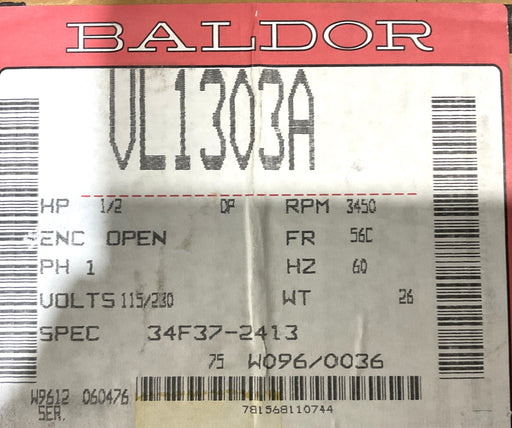 BALDOR
VL1303A
HP 1/2 DP RPM 3450
ENC OPEN FR 56C
PH 1 HZ 60
VOLTS 115/230 WT 26
SPEC 34F37-2413
75 W096/0036
W9612 060476
SER.
781568110744